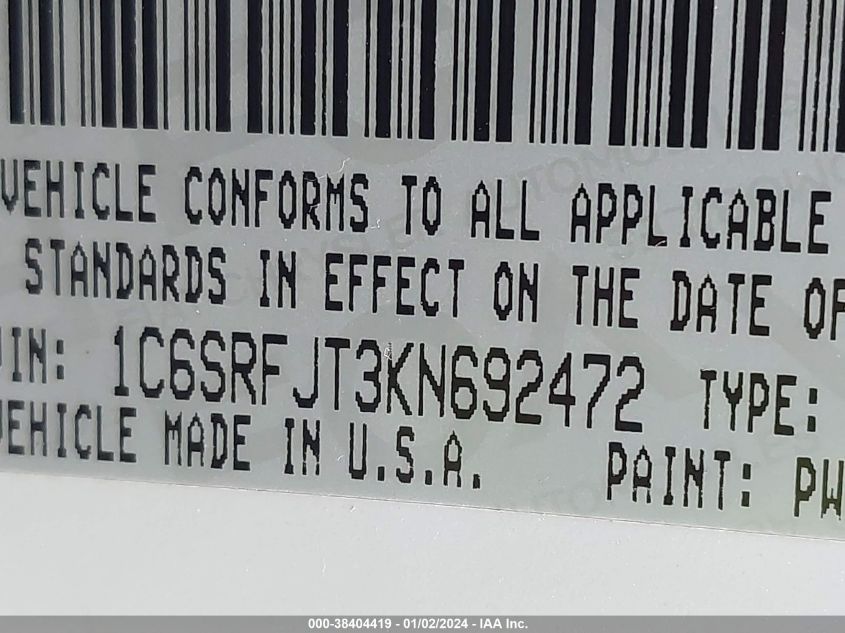 VEHICLE CONFORMS TO ALL APPLICABLE
STANDARDS IN EFFECT ON THE DATE OF
VIN: 1C6SRFJT3KN692472 TYPE:
VEHICLE MADE IN U.S.A. PAINT: PW
000-38404419 - 01/02/2024 - IAA Inc.